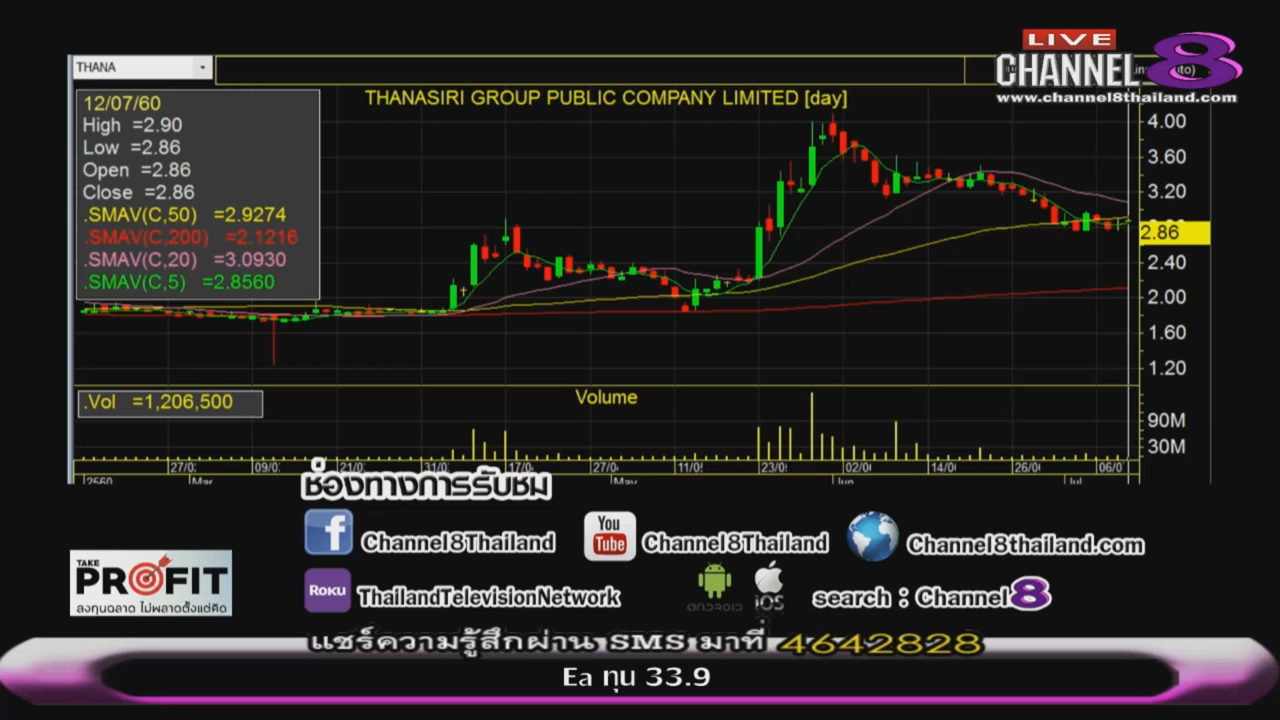 LIVE
CHANNEL 8
www.channel8thailand.com
THANA
THANASIRI GROUP PUBLIC COMPANY LIMITED [day]
12/07/60
High =2.90
Low =2.86
Open =2.86
Close =2.86
.SMAV(C,50) =2.9274
.SMAV(C,200) =2.1216
.SMAV(C,20) =3.0930
.SMAV(C,5) =2.8560
4.00
3.60
3.20
2.86
2.40
2.00
1.60
1.20
.Vol =1,206,500
Volume
90M
30M
27/0 09/0 21/0 31/0 17/0 27/0 11/0 23/0 02/0 14/0 26/0 06/0
2560 Mar May Jun Jul
ช่องทางการรับชม
f Channel8Thailand You Tube Channel8Thailand Channel8thailand.com
ROKU ThailandTelevisionNetwork ANDROID iOS search : Channel8
TAKE PROFIT
ลงทุนฉลาด ไม่พลาดตั้งแต่คิด
แชร์ความรู้สึกผ่าน SMS มาที่ 4642828
Ea ทุน 33.9